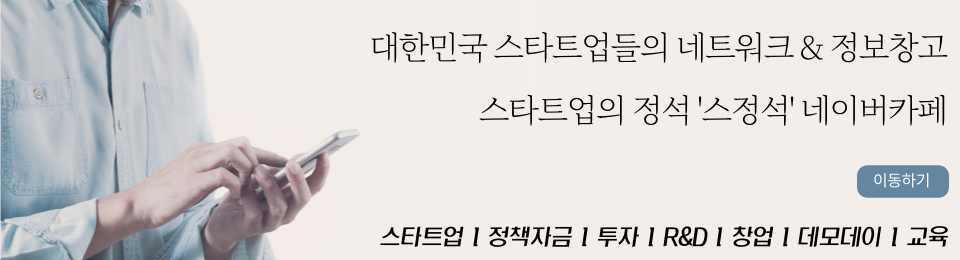 대한민국 스타트업들의 네트워크 & 정보창고
스타트업의 정석 '스정석' 네이버카페
이동하기
스타트업 l 정책자금 l 투자 l R&D l 창업 l 데모데이 l 교육